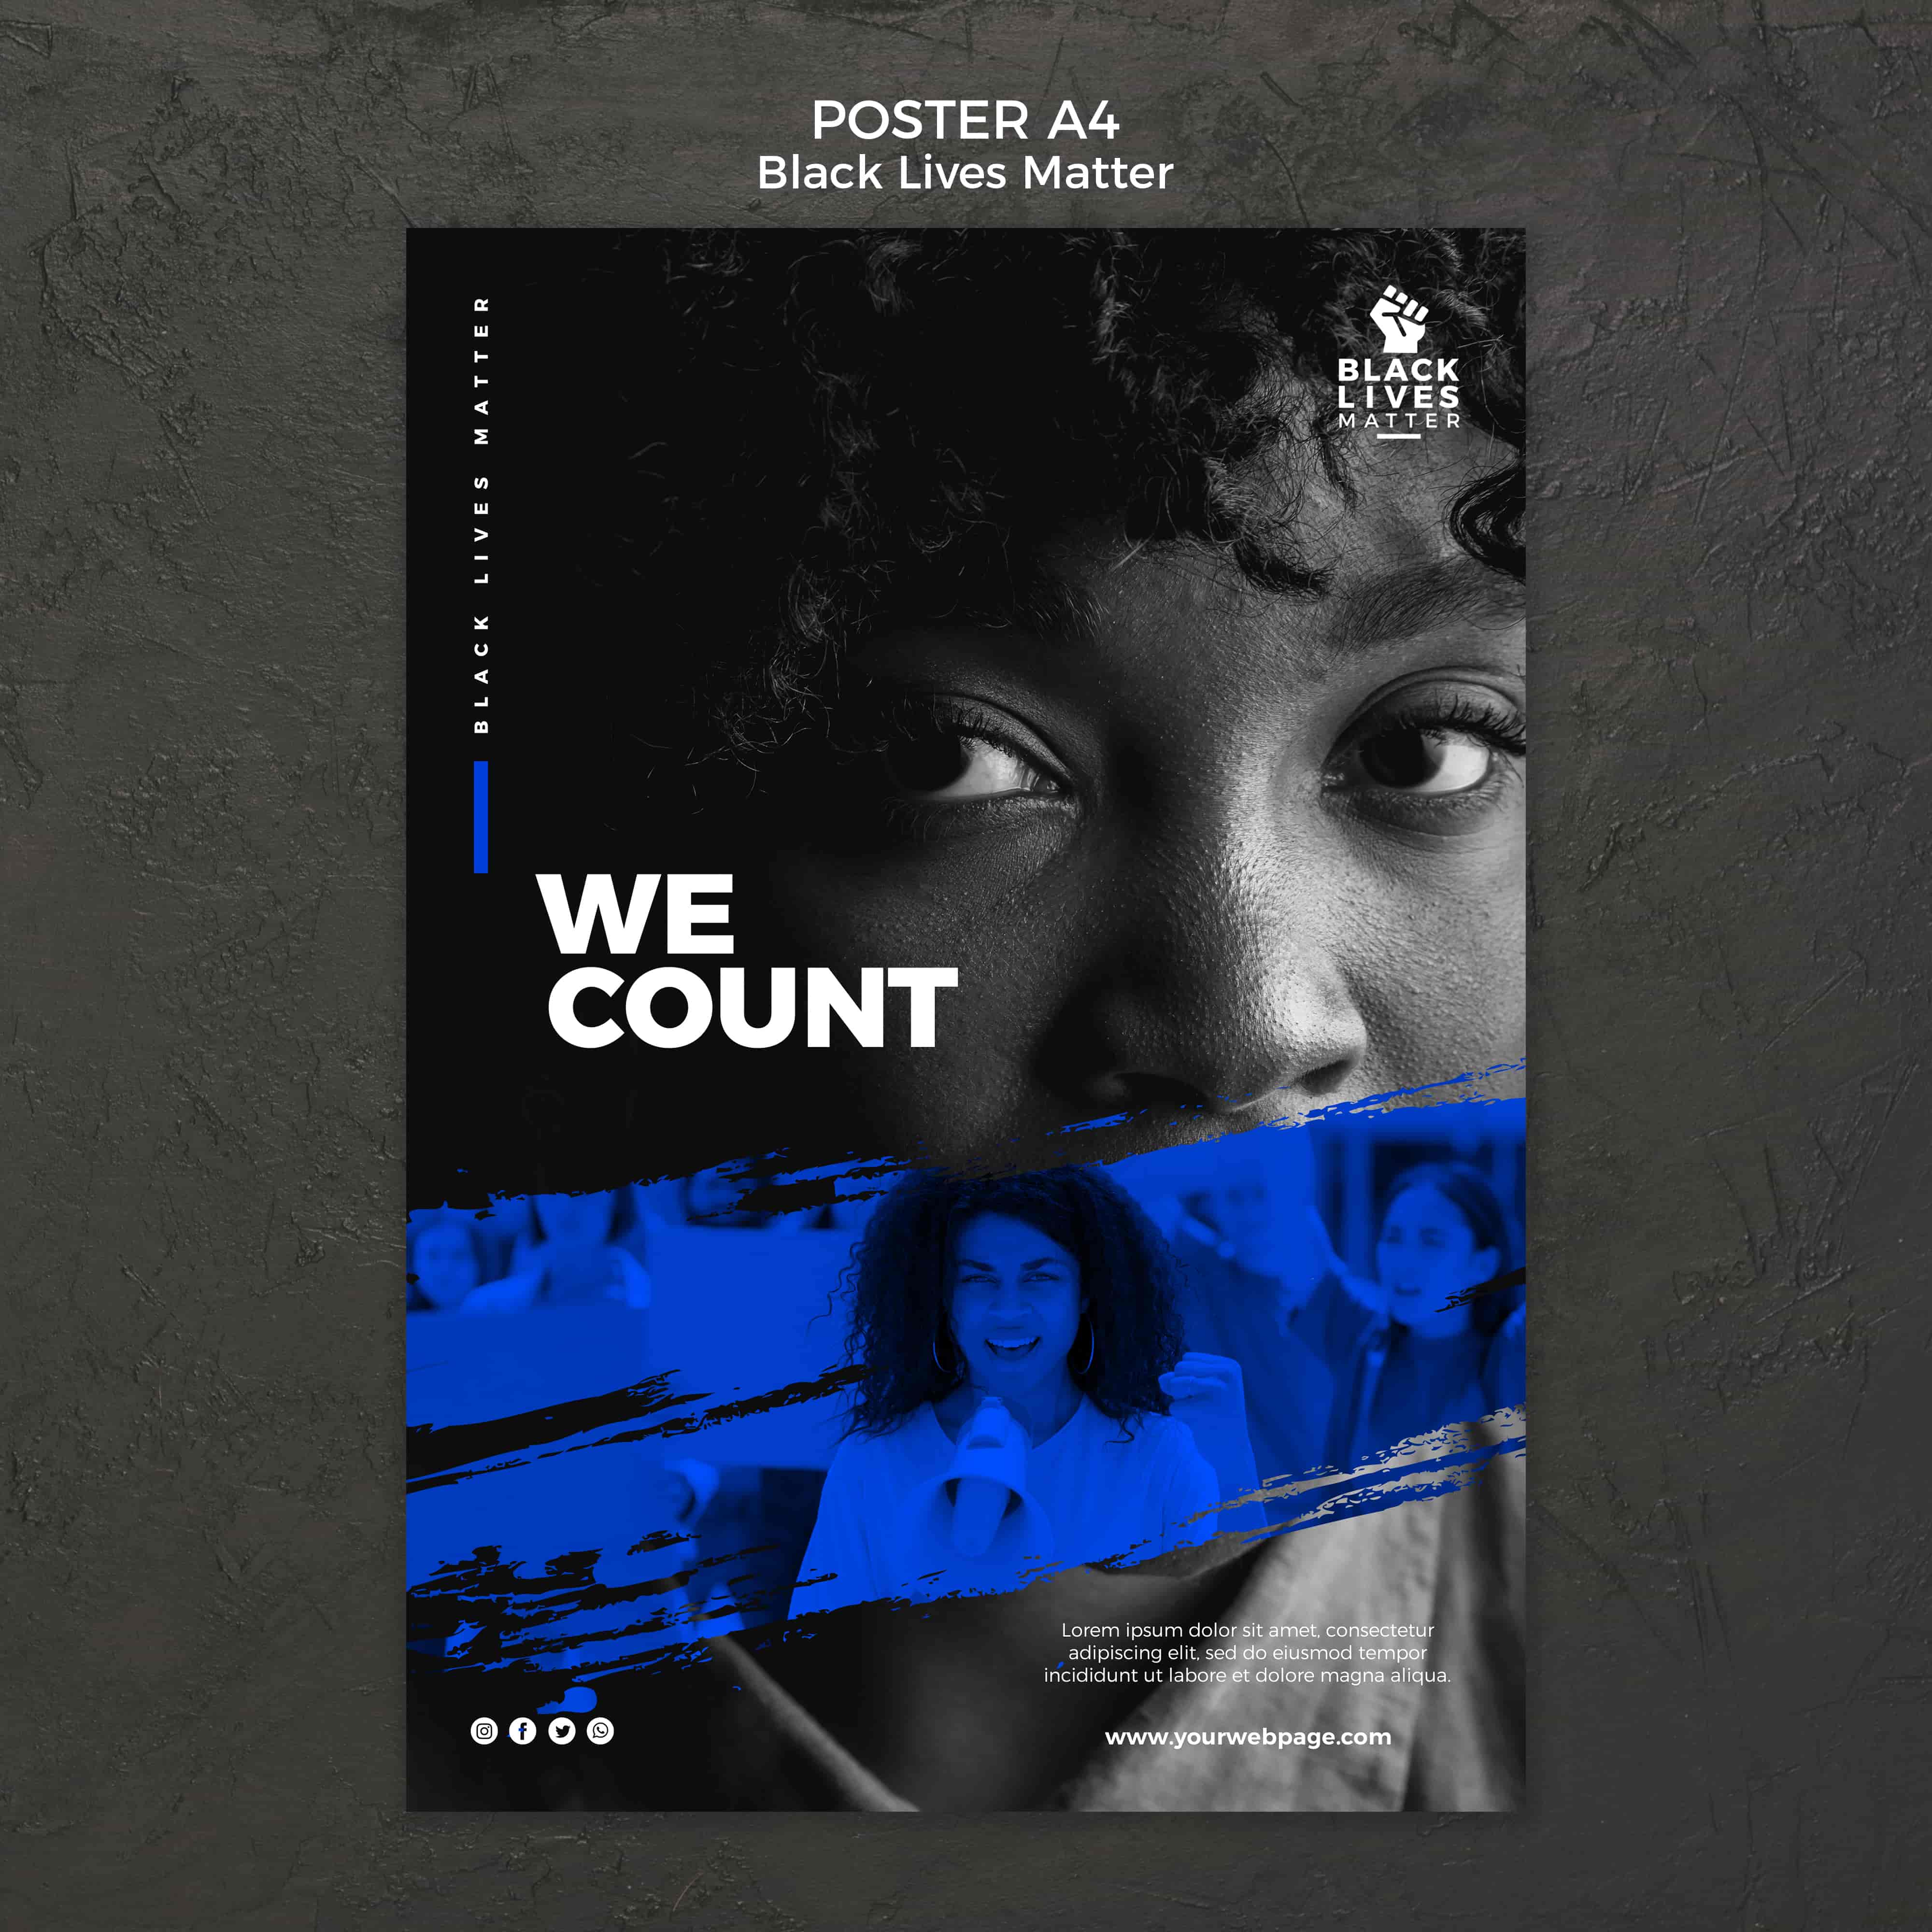 POSTER A4
Black Lives Matter
BLACK LIVES MATTER
BLACK
LIVES
MATTER
WE
COUNT
Lorem ipsum dolor sit amet, consectetur
adipiscing elit, sed do eiusmod tempor
incididunt ut labore et dolore magna aliqua.
www.yourwebpage.com